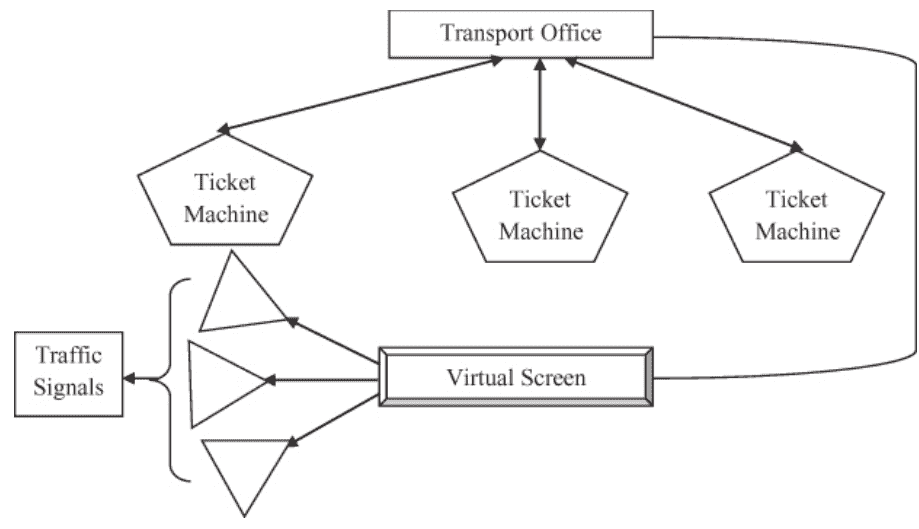 Transport Office
Ticket
Machine
Ticket
Machine
Ticket
Machine
Traffic
Signals
Virtual Screen